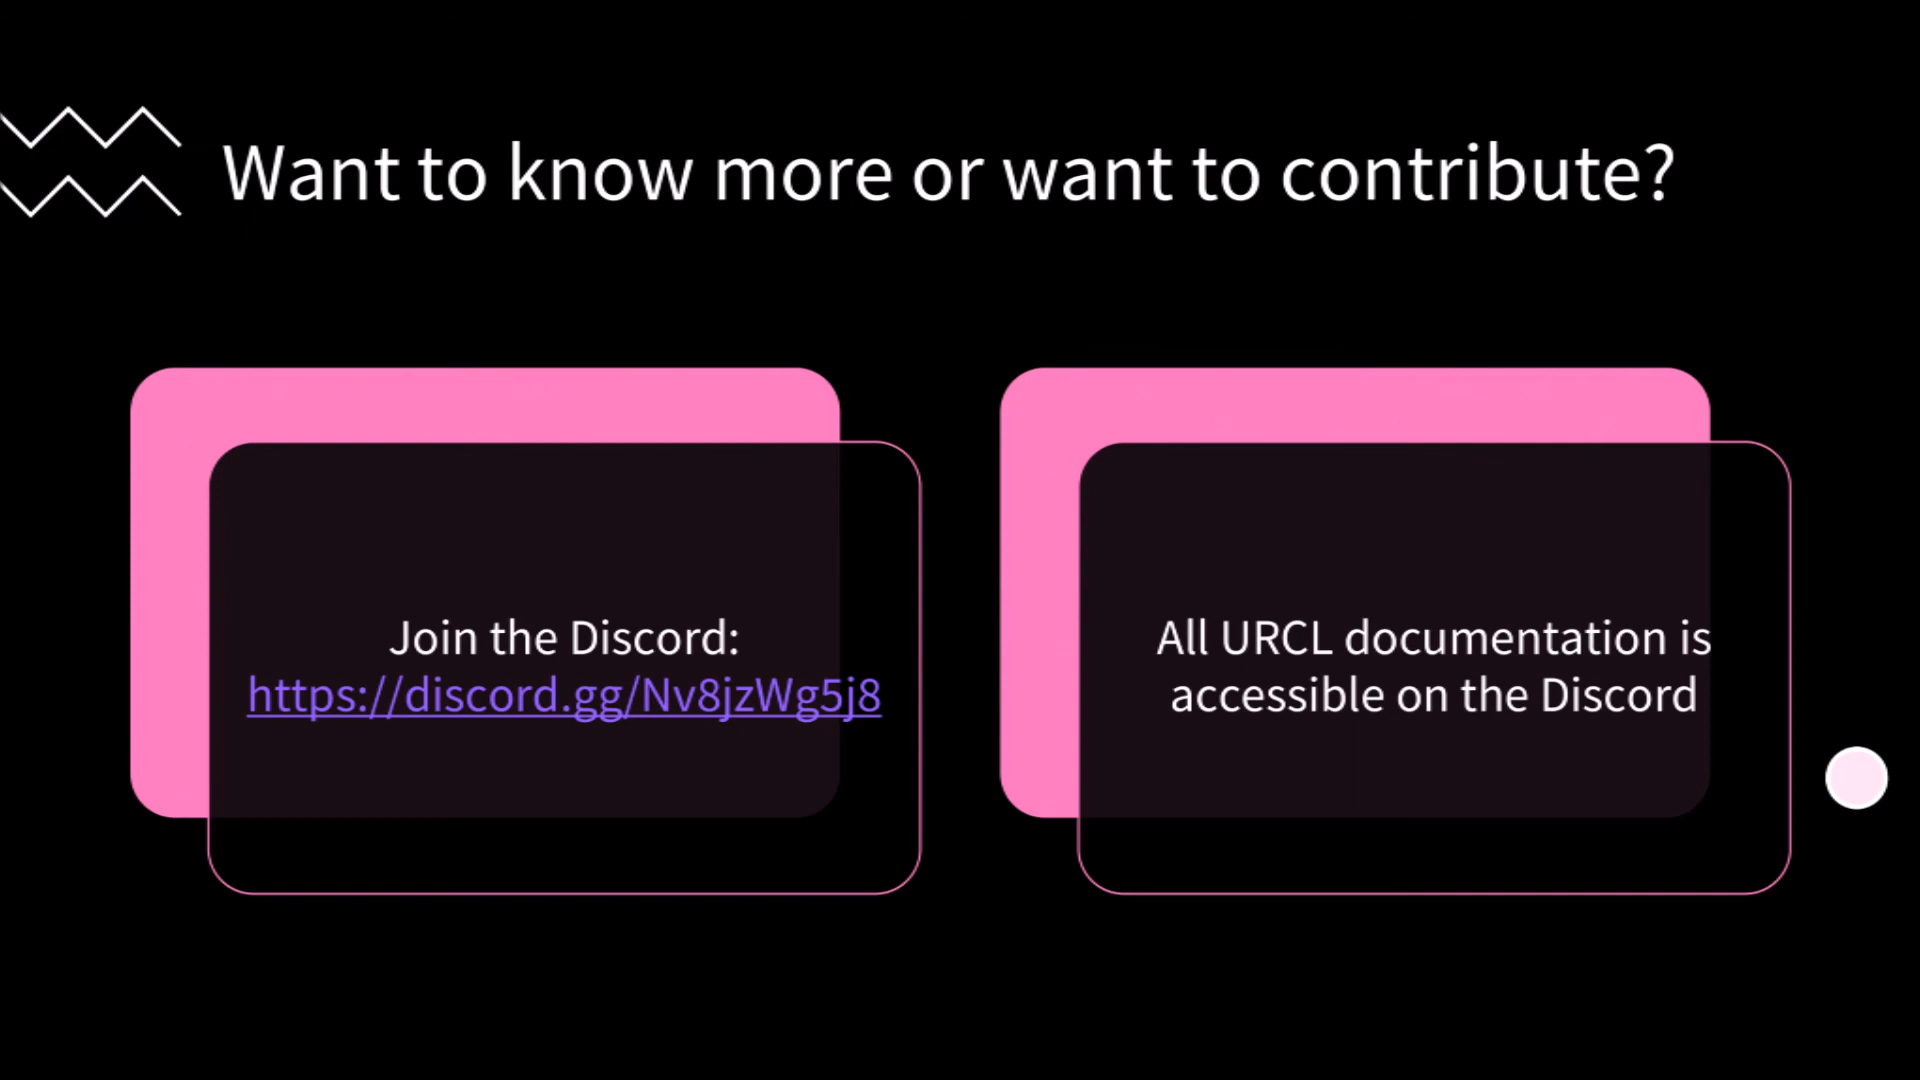 Want to know more or want to contribute?
Join the Discord:
https://discord.gg/Nv8jzWg5j8
All URCL documentation is
accessible on the Discord